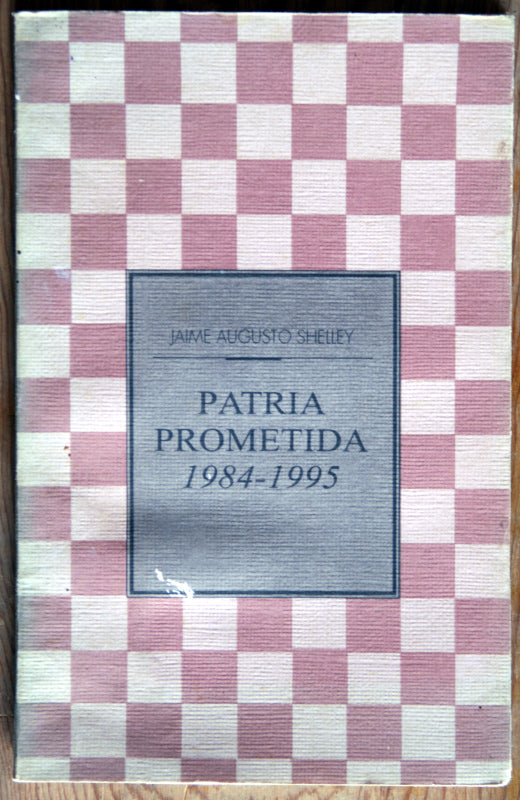 JAIME AUGUSTO SHELLEY
PATRIA
PROMETIDA
1984-1995